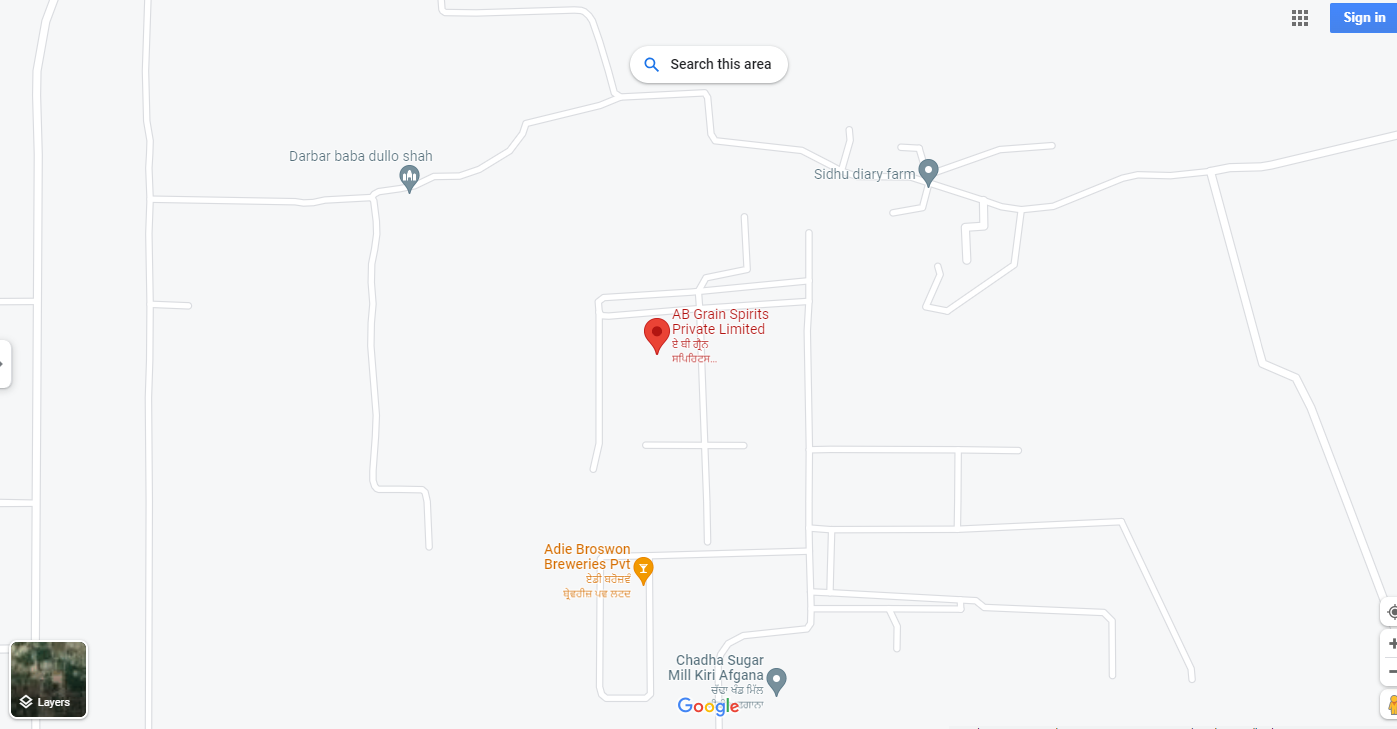 Sign in
Search this area
Darbar baba dullo shah
Sidhu diary farm
AB Grain Spirits
Private Limited
ਏ ਬੀ ਗ੍ਰੈਨ
ਸਪਿਰਿਟਸ...
Adie Broswon
Breweries Pvt
ਏਡੀ ਬਰੋਜ਼ਵੰ
ਬ੍ਰੇਵਰੀਜ਼ ਪਵ ਲਟਦ
Chadha Sugar
Mill Kiri Afgana
ਚੱਢਾ ਖੰਡ ਮਿੱਲ
Layers
Google